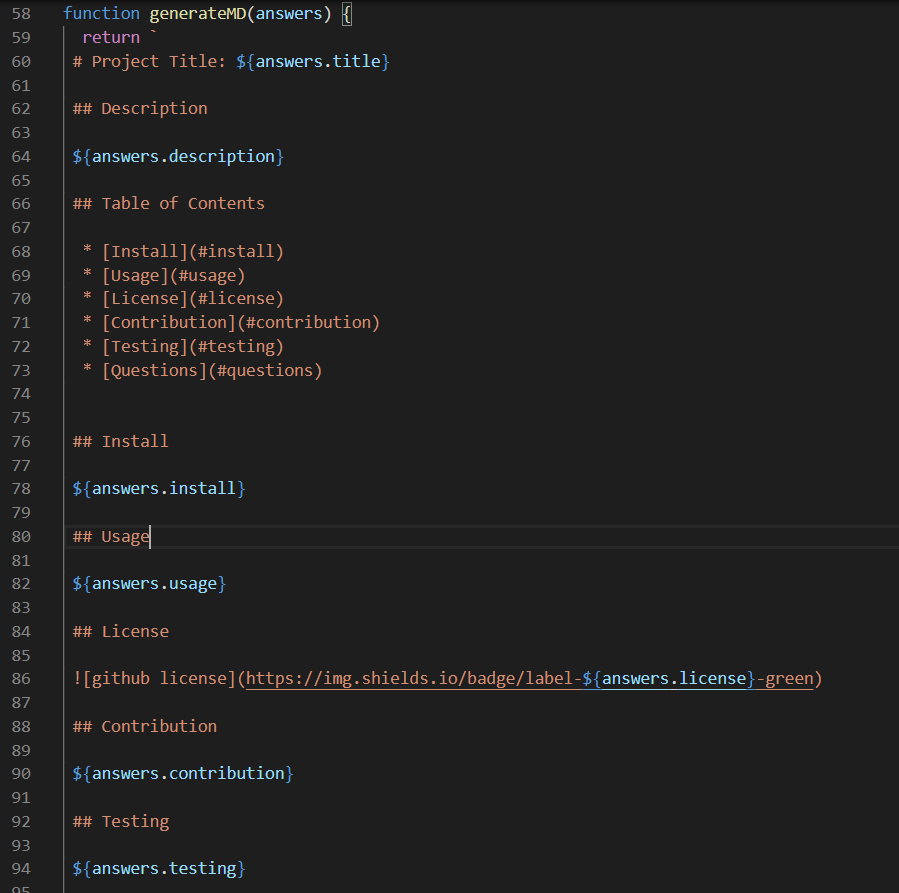 58 function generateMD(answers) {
59 return `
60 # Project Title: ${answers.title}
61
62 ## Description
63
64 ${answers.description}
65
66 ## Table of Contents
67
68 * [Install](#install)
69 * [Usage](#usage)
70 * [License](#license)
71 * [Contribution](#contribution)
72 * [Testing](#testing)
73 * [Questions](#questions)
74
75
76 ## Install
77
78 ${answers.install}
79
80 ## Usage
81
82 ${answers.usage}
83
84 ## License
85
86 ![github license](https://img.shields.io/badge/label-${answers.license}-green)
87
88 ## Contribution
89
90 ${answers.contribution}
91
92 ## Testing
93
94 ${answers.testing}
95